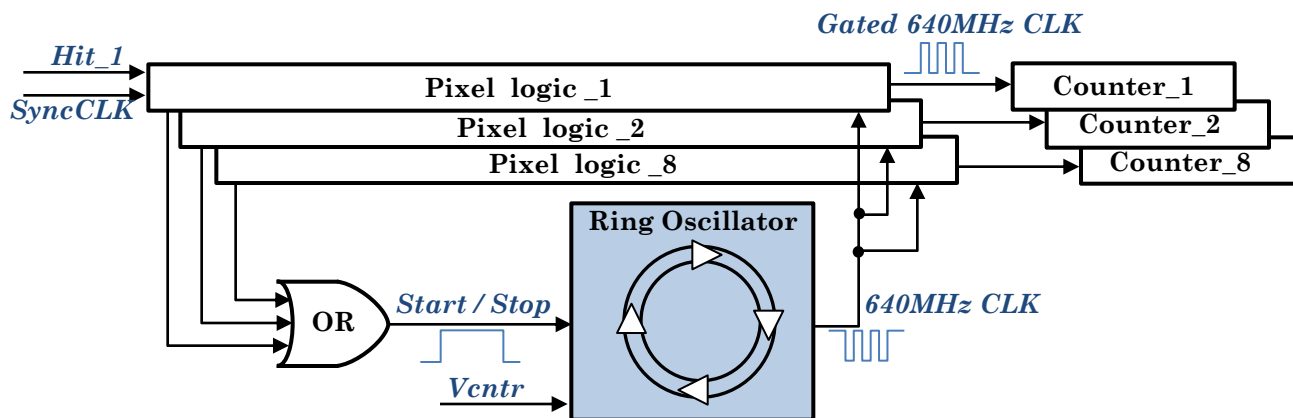 Gated 640MHz CLK
Hit_1
SyncCLK
Pixel logic _1
Counter_1
Pixel logic _2
Counter_2
Pixel logic _8
Counter_8
Ring Oscillator
OR
Start / Stop
640MHz CLK
Vcntr